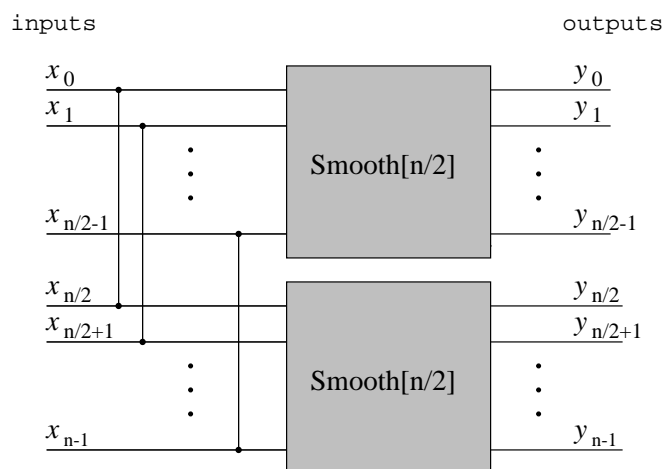 inputs outputs
x0 y0
x1 y1
Smooth[n/2]
xn/2-1 yn/2-1
xn/2 yn/2
xn/2+1 yn/2+1
Smooth[n/2]
xn-1 yn-1